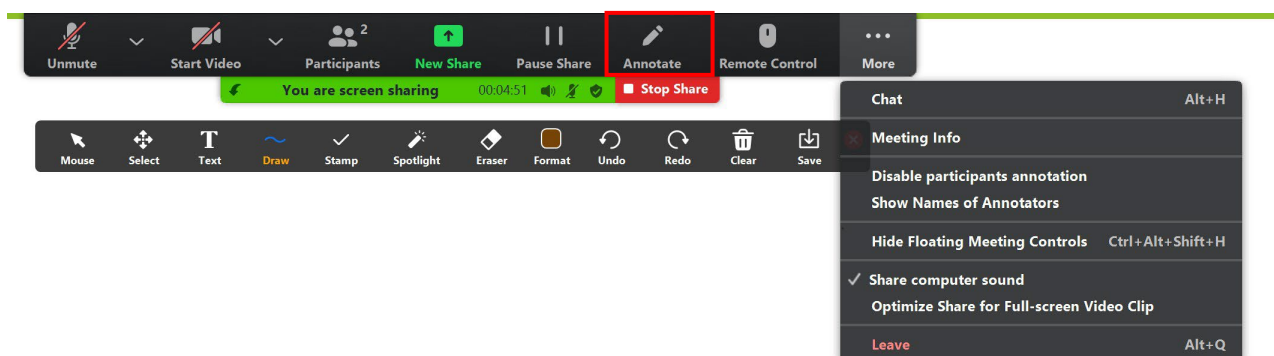 2
Unmute Start Video Participants New Share Pause Share Annotate Remote Control More
You are screen sharing 00:04:51 Stop Share
Chat Alt+H
Mouse Select Text Draw Stamp Spotlight Eraser Format Undo Redo Clear Save
Meeting Info
Disable participants annotation
Show Names of Annotators
Hide Floating Meeting Controls Ctrl+Alt+Shift+H
Share computer sound
Optimize Share for Full-screen Video Clip
Leave Alt+Q